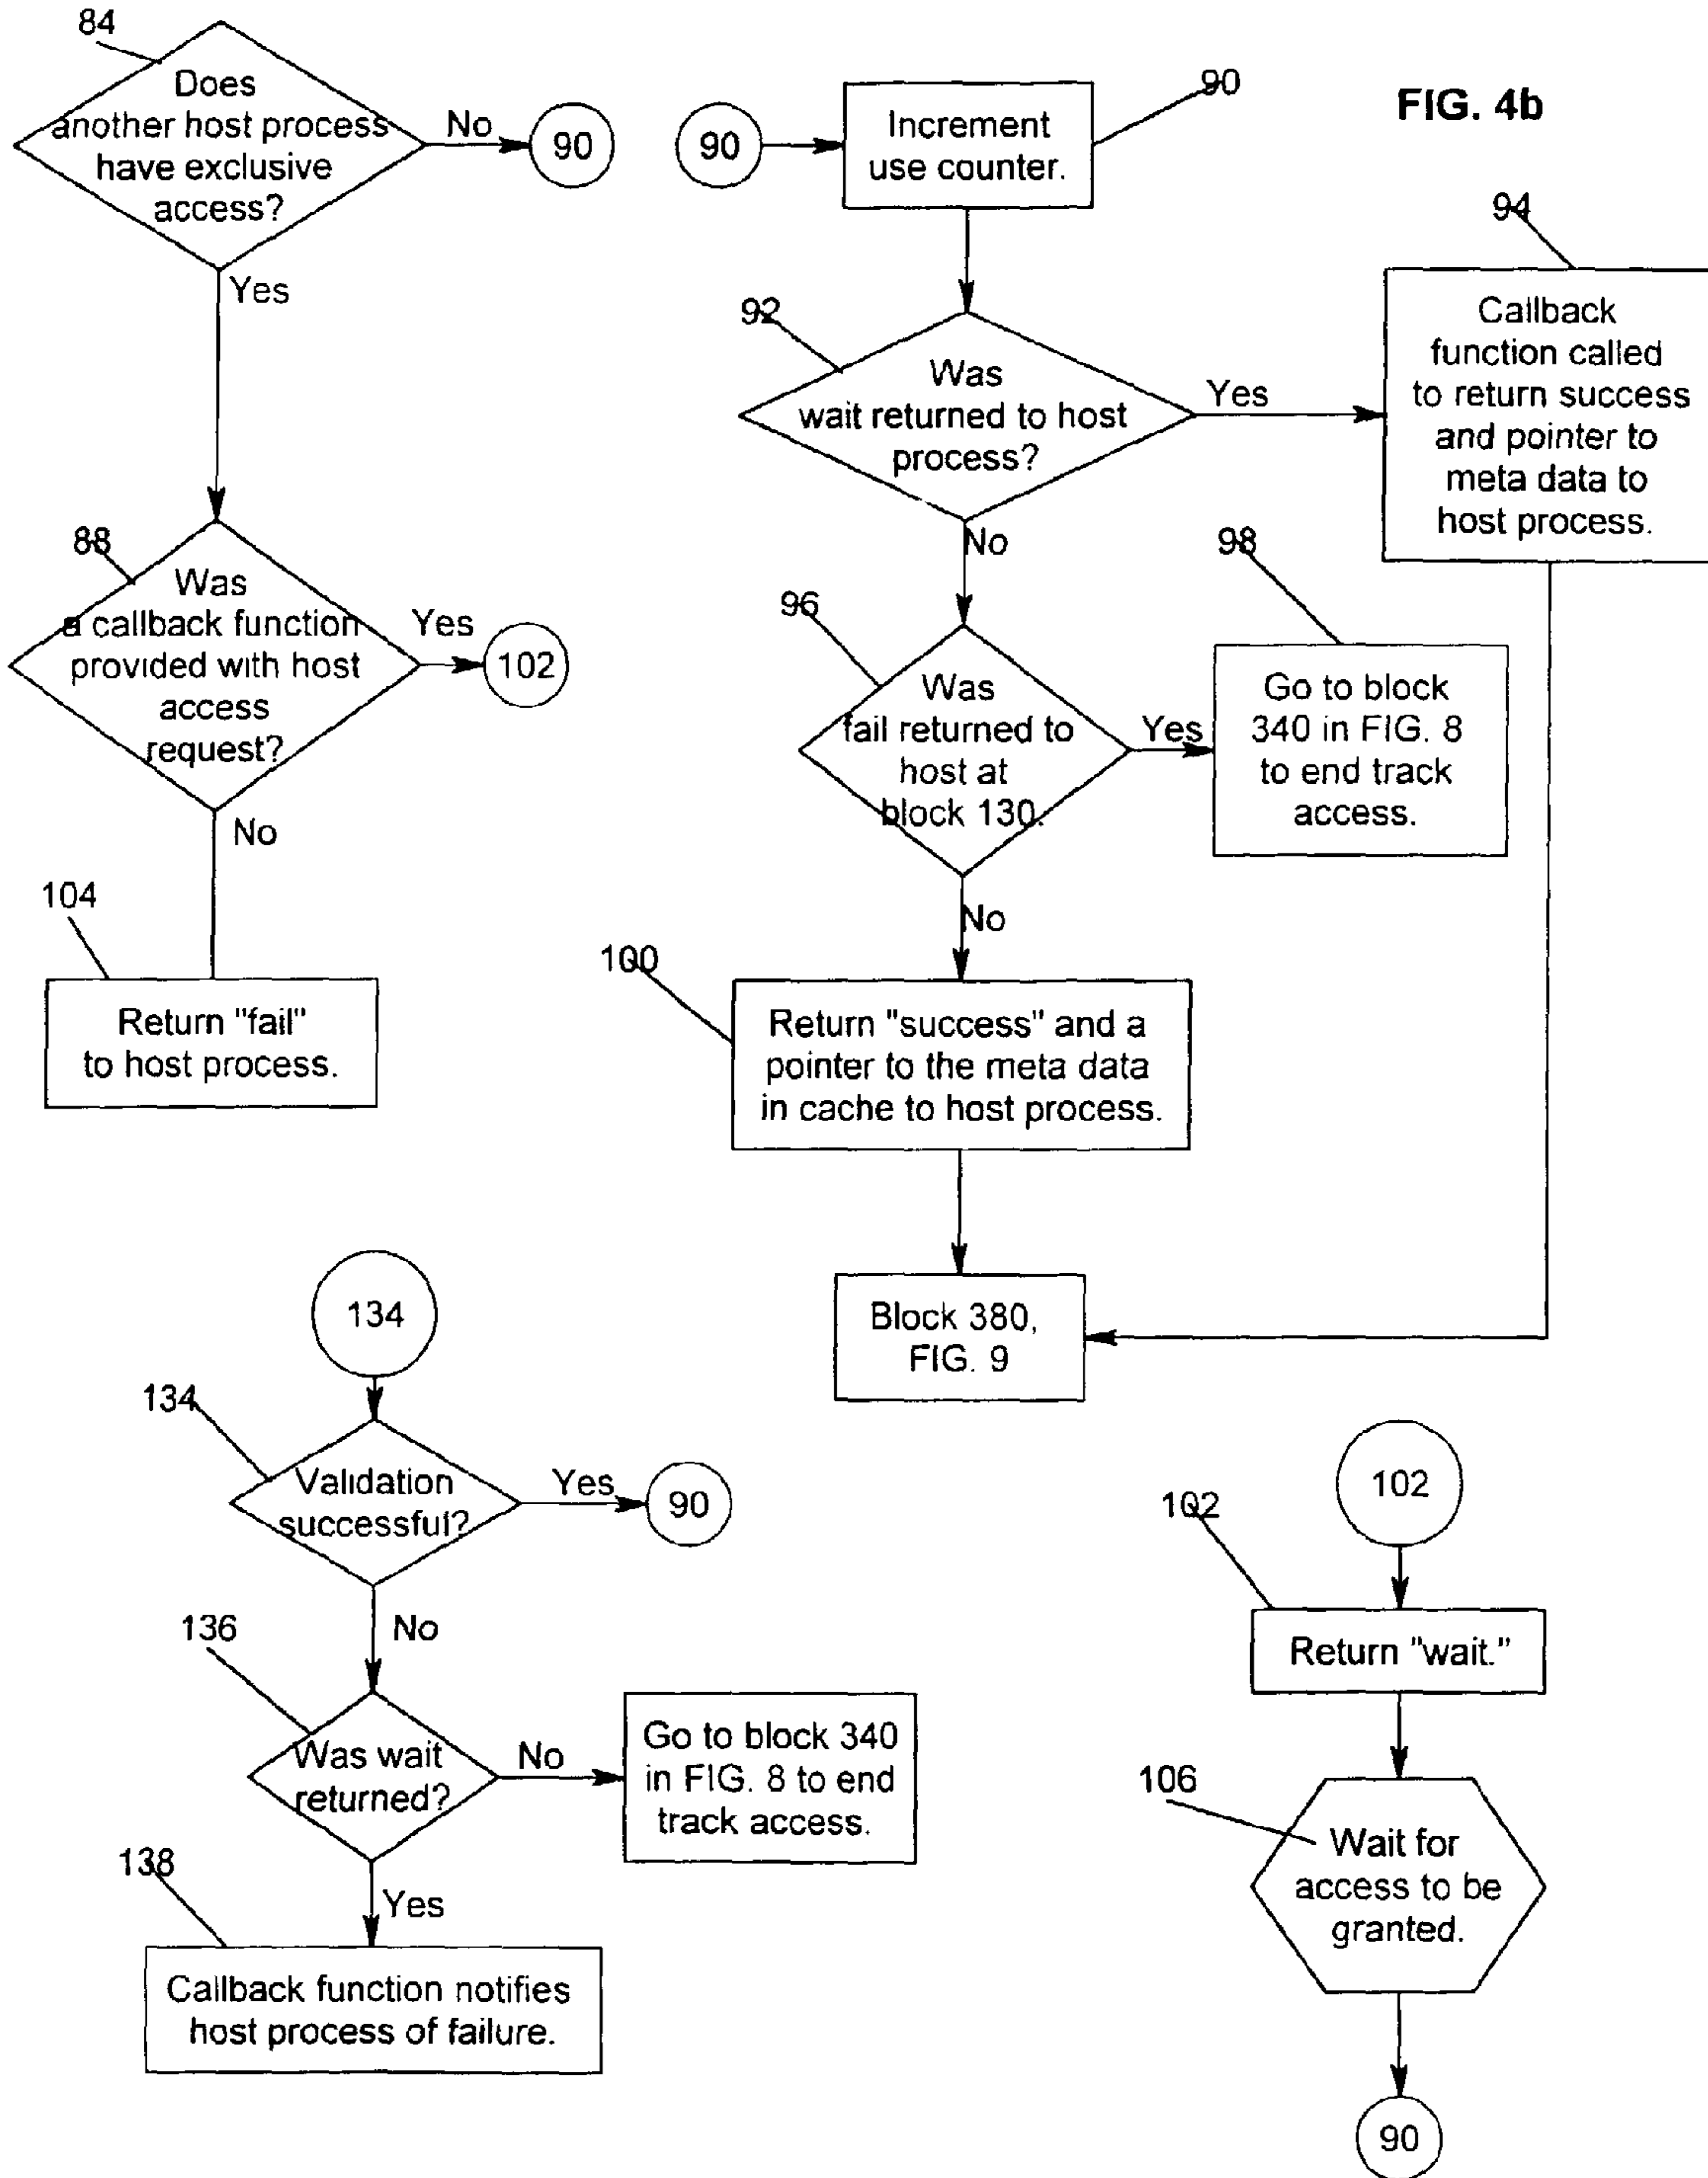 FIG. 4b
84
Does
another host process
have exclusive
access?
No
90
Yes
88
Was
a callback function
provided with host
access
request?
Yes
102
No
104
Return "fail"
to host process.
90
90
Increment
use counter.
92
Was
wait returned to host
process?
Yes
94
Callback
function called
to return success
and pointer to
meta data to
host process.
No
96
Was
fail returned to
host at
block 130.
Yes
98
Go to block
340 in FIG. 8
to end track
access.
No
100
Return "success" and a
pointer to the meta data
in cache to host process.
Block 380,
FIG. 9
134
134
Validation
successful?
Yes
90
No
136
Was wait
returned?
No
Go to block 340
in FIG. 8 to end
track access.
Yes
138
Callback function notifies
host process of failure.
102
102
Return "wait."
106
Wait for
access to be
granted.
90